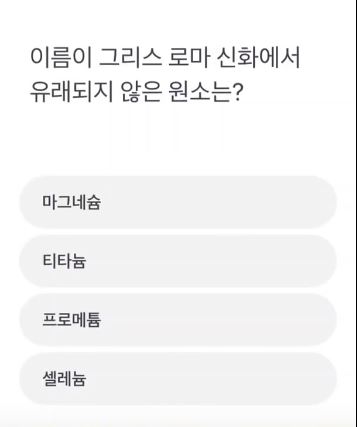 이름이 그리스 로마 신화에서
유래되지 않은 원소는?
마그네슘
티타늄
프로메튬
셀레늄